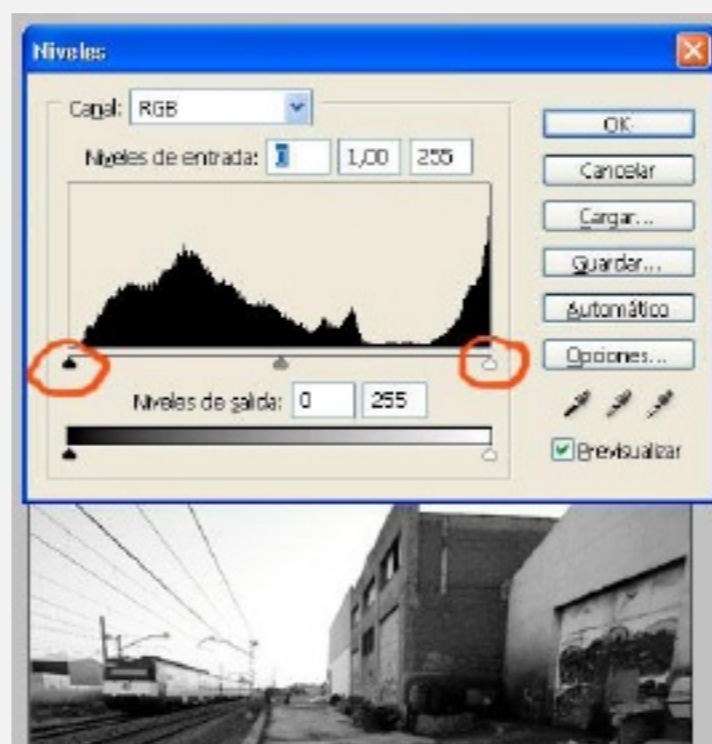 Niveles
Canal: RGB
Niveles de entrada: 0 1,00 255
Niveles de salida: 0 255
OK
Cancelar
Cargar...
Guardar...
Automático
Opciones...
Previsualizar